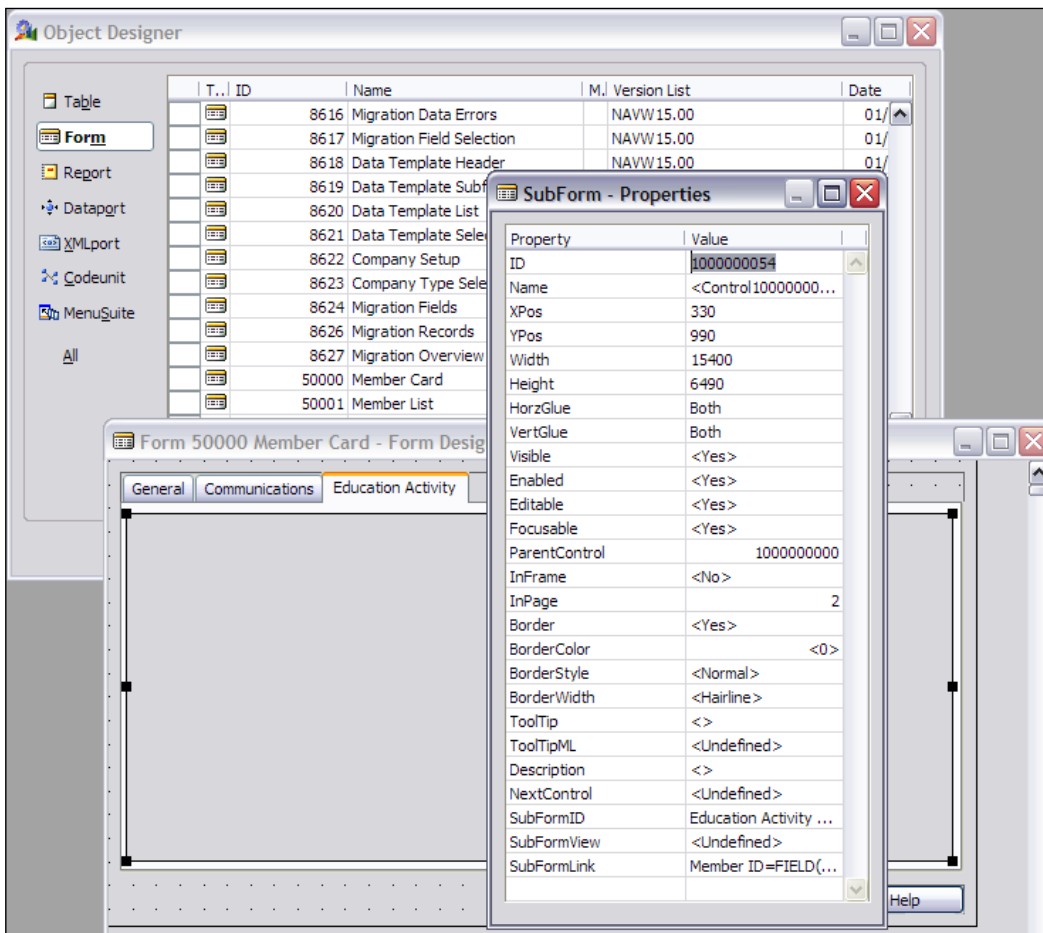 Object Designer
Table
Form
Report
Dataport
XMLport
Codeunit
MenuSuite
All
T.. ID Name M. Version List Date
8616 Migration Data Errors NAVW15.00 01/
8617 Migration Field Selection NAVW15.00 01/
8618 Data Template Header NAVW15.00 01/
8619 Data Template Subf
8620 Data Template List
8621 Data Template Sele
8622 Company Setup
8623 Company Type Sele
8624 Migration Fields
8626 Migration Records
8627 Migration Overview
50000 Member Card
50001 Member List
Form 50000 Member Card - Form Desig
General Communications Education Activity
Help
SubForm - Properties
Property Value
ID 1000000054
Name <Control10000000...
XPos 330
YPos 990
Width 15400
Height 6490
HorzGlue Both
VertGlue Both
Visible <Yes>
Enabled <Yes>
Editable <Yes>
Focusable <Yes>
ParentControl 1000000000
InFrame <No>
InPage 2
Border <Yes>
BorderColor <0>
BorderStyle <Normal>
BorderWidth <Hairline>
ToolTip <>
ToolTipML <Undefined>
Description <>
NextControl <Undefined>
SubFormID Education Activity ...
SubFormView <Undefined>
SubFormLink Member ID=FIELD(...